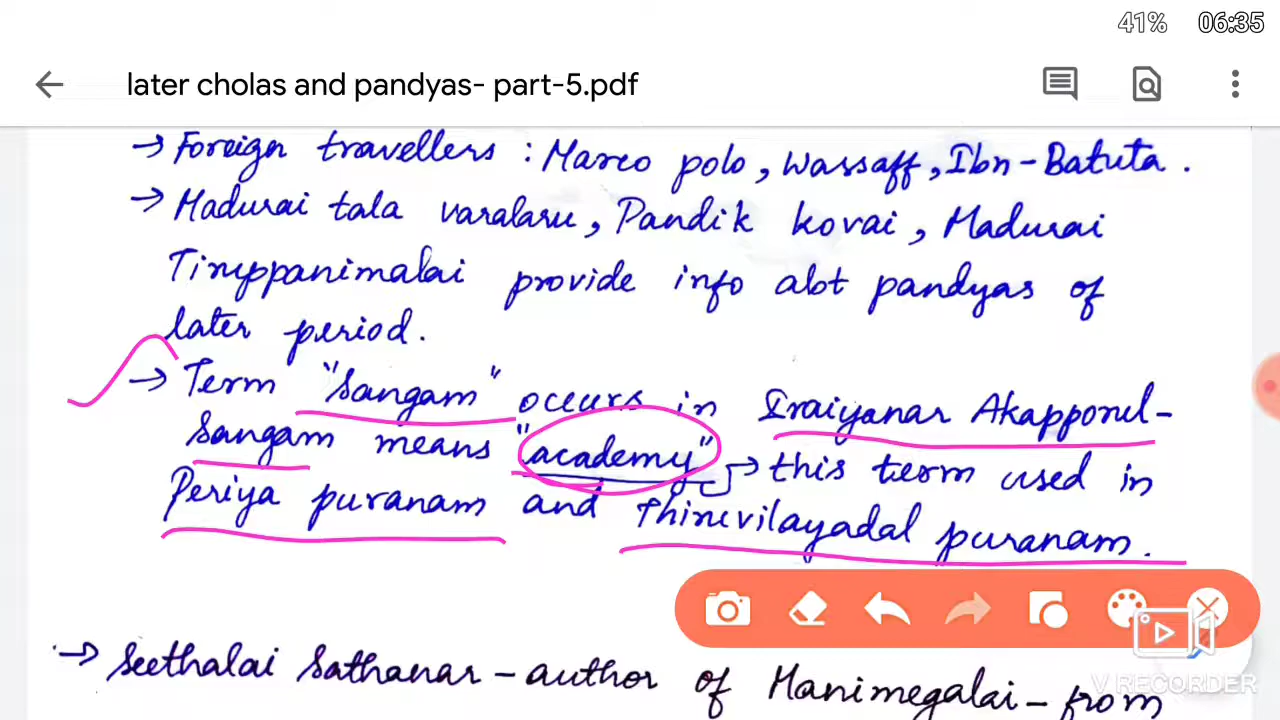 41% 06:35
later cholas and pandyas- part-5.pdf
→ Foreign travellers : Marco polo, Wassaff, Ibn-Batuta.
→ Madurai tala varalaru, Pandik kovai, Madurai
Tiruppanimalai provide info abt pandyas of
later period.
→ Term "Sangam" occurs in Iraiyanar Akapporul-
Sangam means "academy" → this term used in
Periya puranam and Thiruvilayadal puranam.
→ Seethalai Sathanar - author of Manimegalai - from
V RECORDER